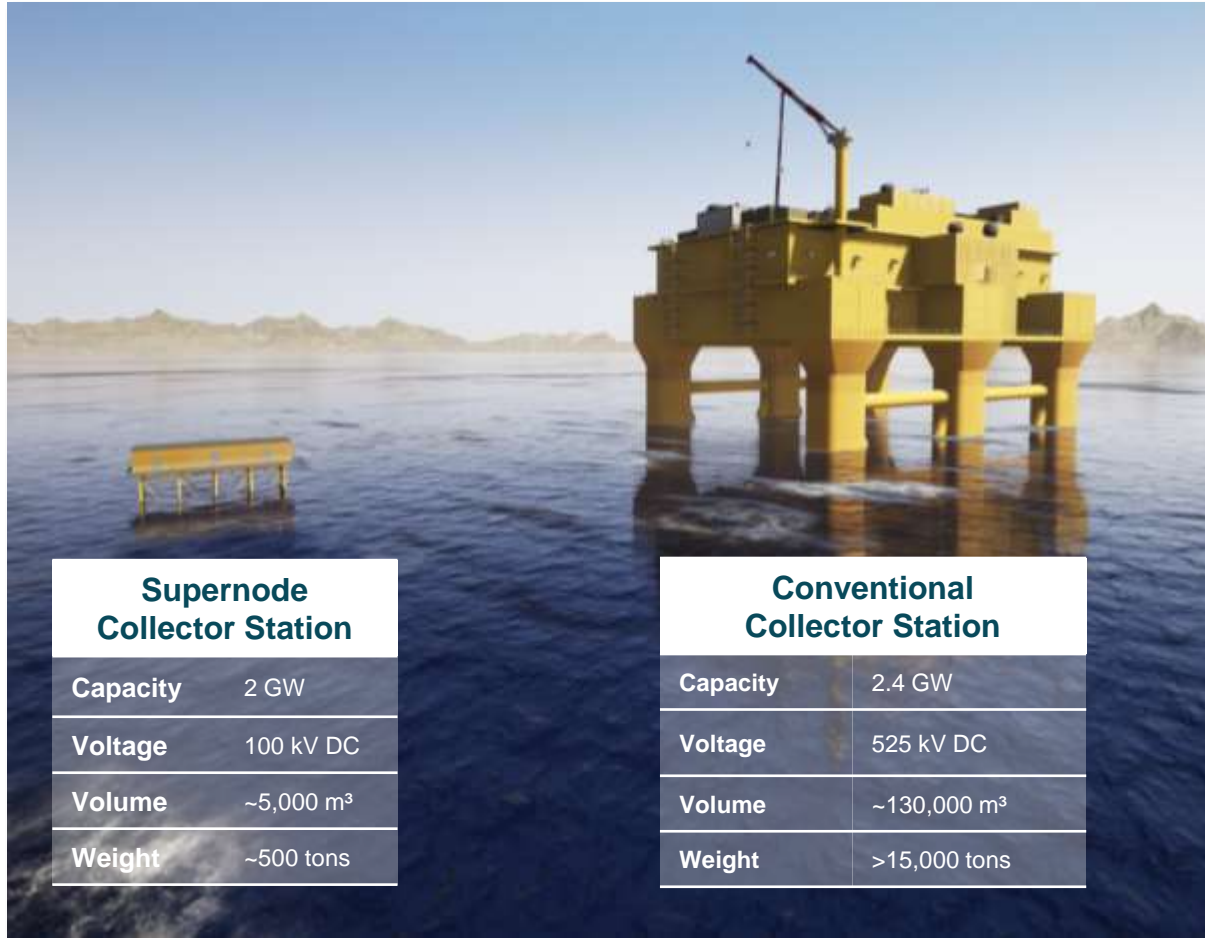 Supernode
Collector Station
Capacity 2 GW
Voltage 100 kV DC
Volume ~5,000 m³
Weight ~500 tons
Conventional
Collector Station
Capacity 2.4 GW
Voltage 525 kV DC
Volume ~130,000 m³
Weight >15,000 tons